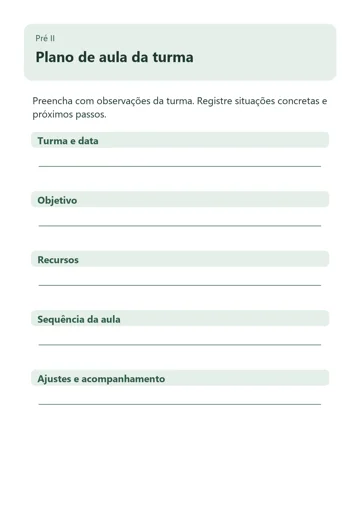 Pré II
Plano de aula da turma
Preencha com observações da turma. Registre situações concretas e
próximos passos.
Turma e data
Objetivo
Recursos
Sequência da aula
Ajustes e acompanhamento